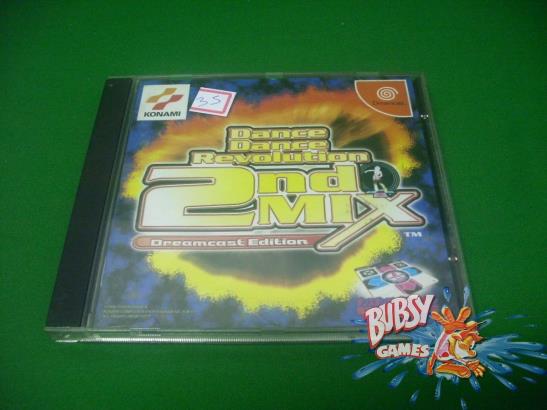 KONAMI
35
Dreamcast
Dance
Dance
Revolution
2nd
MIX
TM
Dreamcast Edition
BUBSY
GAMES